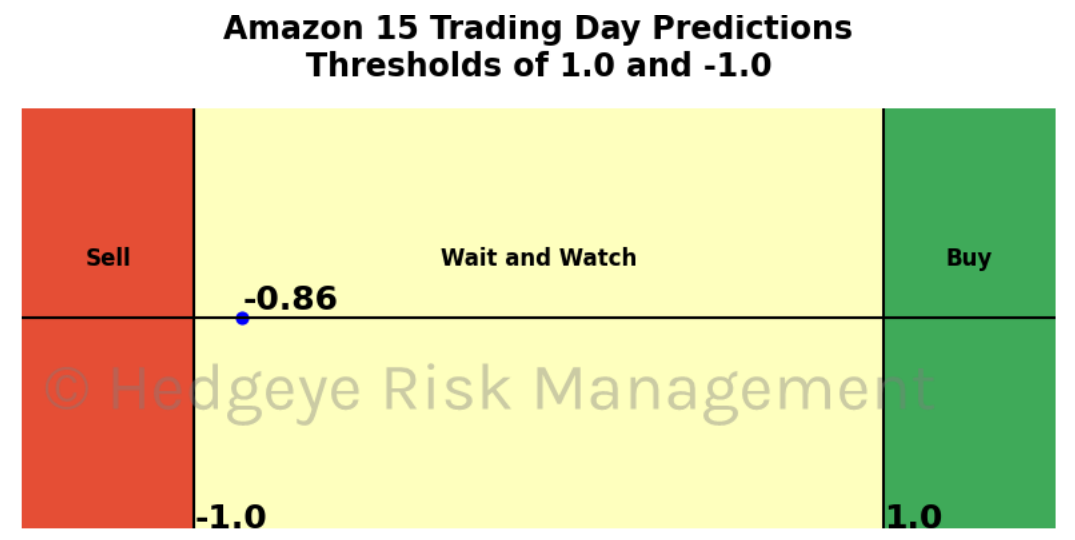 Amazon 15 Trading Day Predictions
Thresholds of 1.0 and -1.0
Sell
Wait and Watch
Buy
-0.86
© Hedgeye Risk Management
-1.0
1.0